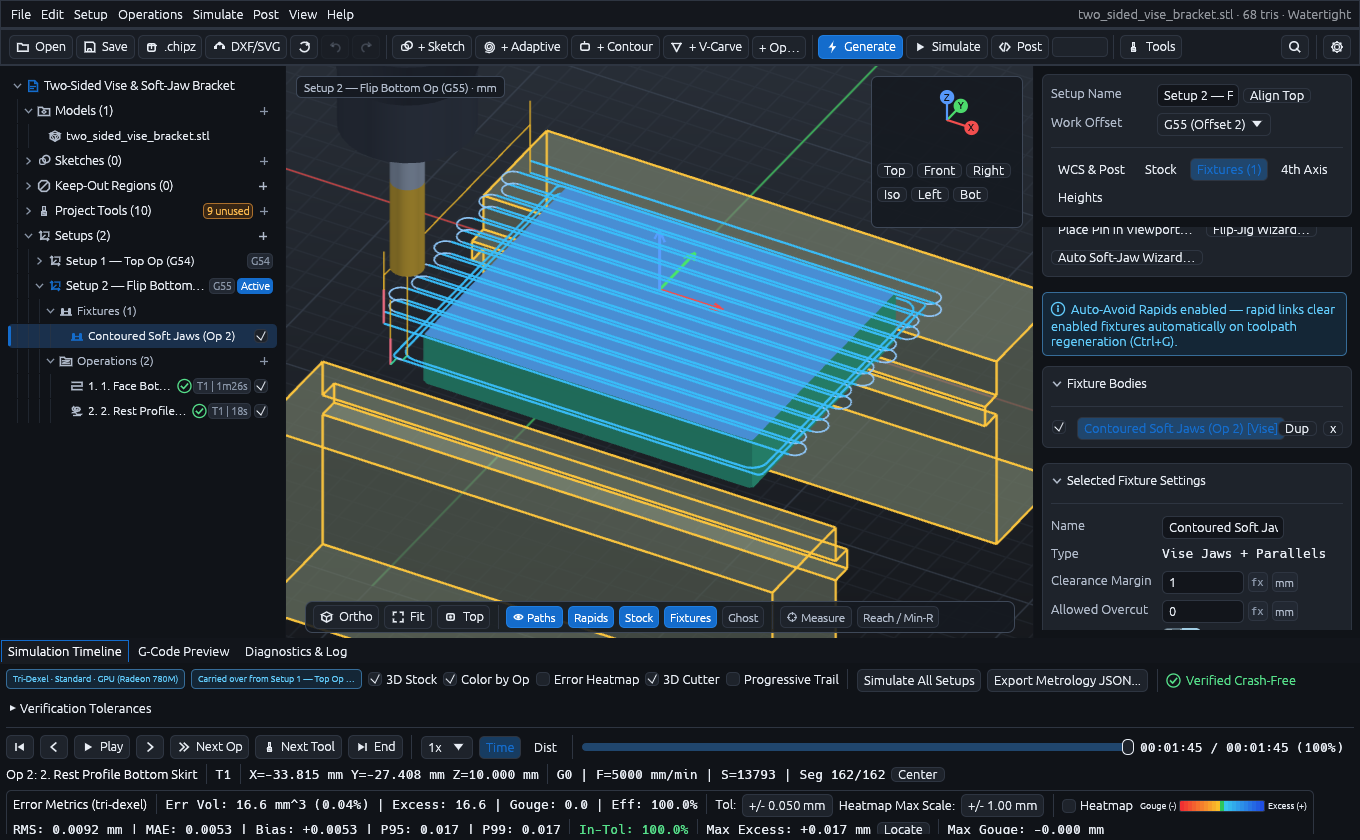 File Edit Setup Operations Simulate Post View Help
two_sided_vise_bracket.stl · 68 tris · Watertight
Open Save .chipz DXF/SVG + Sketch + Adaptive + Contour + V-Carve + Op… Generate Simulate Post Tools
Two-Sided Vise & Soft-Jaw Bracket
Models (1) +
two_sided_vise_bracket.stl
Sketches (0) +
Keep-Out Regions (0) +
Project Tools (10) 9 unused +
Setups (2) +
Setup 1 — Top Op (G54) G54
Setup 2 — Flip Bottom… G55 Active
Fixtures (1)
Contoured Soft Jaws (Op 2)
Operations (2) +
1. 1. Face Bot… T1 | 1m26s
2. 2. Rest Profile… T1 | 18s
Setup 2 — Flip Bottom Op (G55) · mm
Z
Y
X
Top Front Right
Iso Left Bot
Ortho Fit Top Paths Rapids Stock Fixtures Ghost Measure Reach / Min-R
Setup Name Setup 2 — F Align Top
Work Offset G55 (Offset 2)
WCS & Post Stock Fixtures (1) 4th Axis
Heights
Place Pin in Viewport… Flip-Jig Wizard…
Auto Soft-Jaw Wizard…
Auto-Avoid Rapids enabled — rapid links clear
enabled fixtures automatically on toolpath
regeneration (Ctrl+G).
Fixture Bodies
Contoured Soft Jaws (Op 2) [Vise] Dup x
Selected Fixture Settings
Name Contoured Soft Jav
Type Vise Jaws + Parallels
Clearance Margin 1 fx mm
Allowed Overcut 0 fx mm
Simulation Timeline G-Code Preview Diagnostics & Log
Tri-Dexel · Standard · GPU (Radeon 780M) Carried over from Setup 1 — Top Op … 3D Stock Color by Op Error Heatmap 3D Cutter Progressive Trail Simulate All Setups Export Metrology JSON… Verified Crash-Free
Verification Tolerances
Play Next Op Next Tool End 1x Time Dist 00:01:45 / 00:01:45 (100%)
Op 2: 2. Rest Profile Bottom Skirt T1 X=-33.815 mm Y=-27.408 mm Z=10.000 mm G0 | F=5000 mm/min | S=13793 | Seg 162/162 Center
Error Metrics (tri-dexel) Err Vol: 16.6 mm^3 (0.04%) | Excess: 16.6 | Gouge: 0.0 | Eff: 100.0% Tol: +/- 0.050 mm Heatmap Max Scale: +/- 1.00 mm Heatmap Gouge (-) Excess (+)
RMS: 0.0092 mm | MAE: 0.0053 | Bias: +0.0053 | P95: 0.017 | P99: 0.017 In-Tol: 100.0% Max Excess: +0.017 mm Locate Max Gouge: -0.000 mm